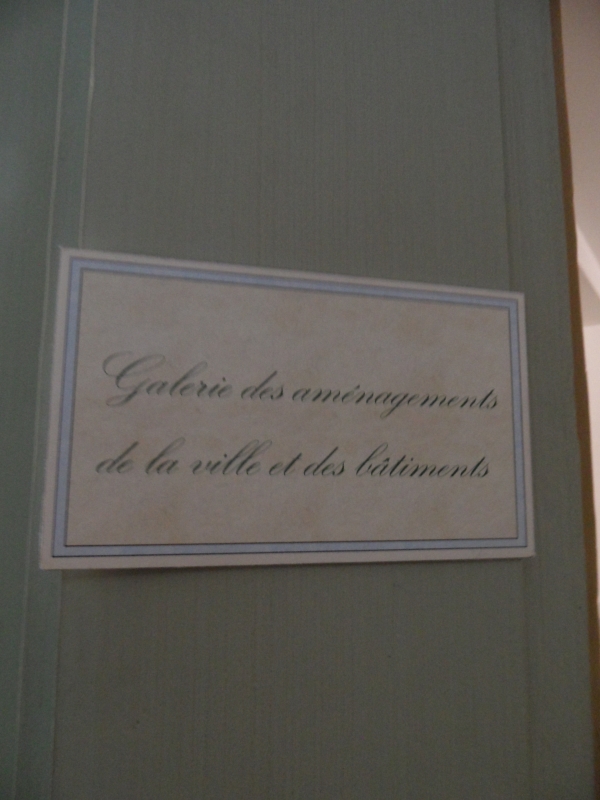 Galerie des aménagements
de la ville et des bâtiments